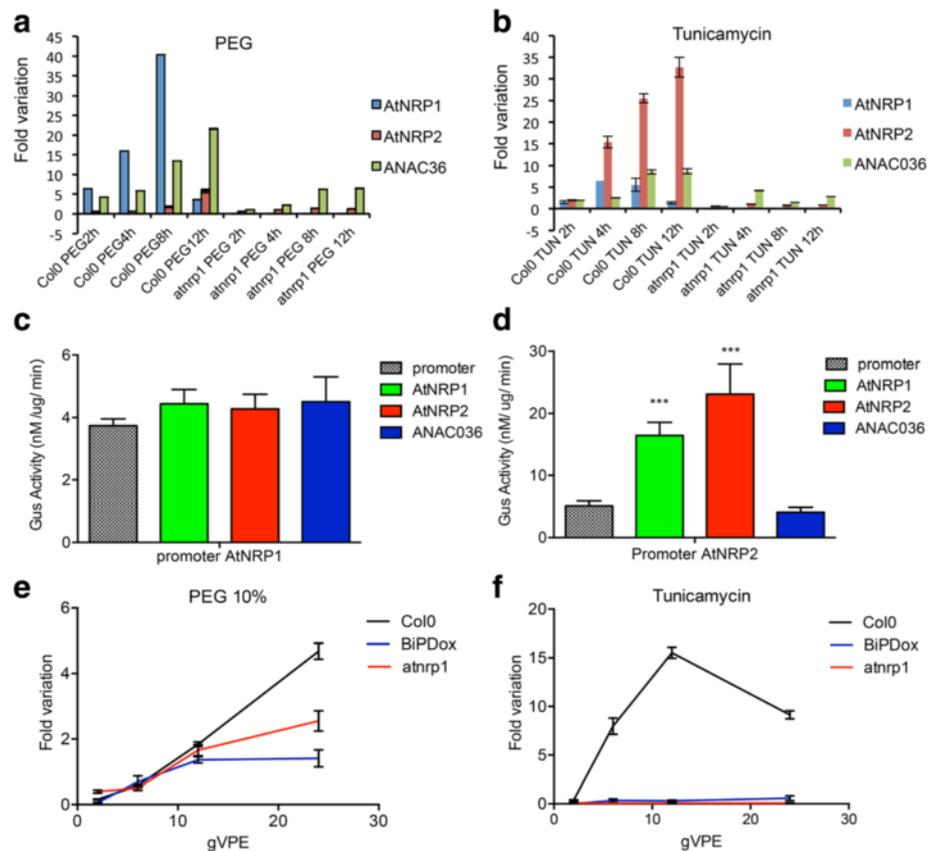 a
PEG
Fold variation
45
40
35
30
25
20
15
10
5
0
-5
Col0 PEG2h
Col0 PEG4h
Col0 PEG8h
Col0 PEG12h
atnrp1 PEG 2h
atnrp1 PEG 4h
atnrp1 PEG 8h
atnrp1 PEG 12h
AtNRP1
AtNRP2
ANAC36
b
Tunicamycin
Fold variation
40
35
30
25
20
15
10
5
0
-5
Col0 TUN 2h
Col0 TUN 4h
Col0 TUN 8h
Col0 TUN 12h
atnrp1 TUN 2h
atnrp1 TUN 4h
atnrp1 TUN 8h
atnrp1 TUN 12h
AtNRP1
AtNRP2
ANAC036
c
Gus Activity (nM/ug/ min)
6
4
2
0
promoter AtNRP1
promoter
AtNRP1
AtNRP2
ANAC036
d
Gus Activity (nM/ug/ min)
30
20
10
0
***
***
Promoter AtNRP2
promoter
AtNRP1
AtNRP2
ANAC036
e
PEG 10%
Fold variation
6
4
2
0
0 10 20 30
gVPE
Col0
BiPDox
atnrp1
f
Tunicamycin
Fold variation
20
15
10
5
0
0 10 20 30
gVPE
Col0
BiPDox
atnrp1